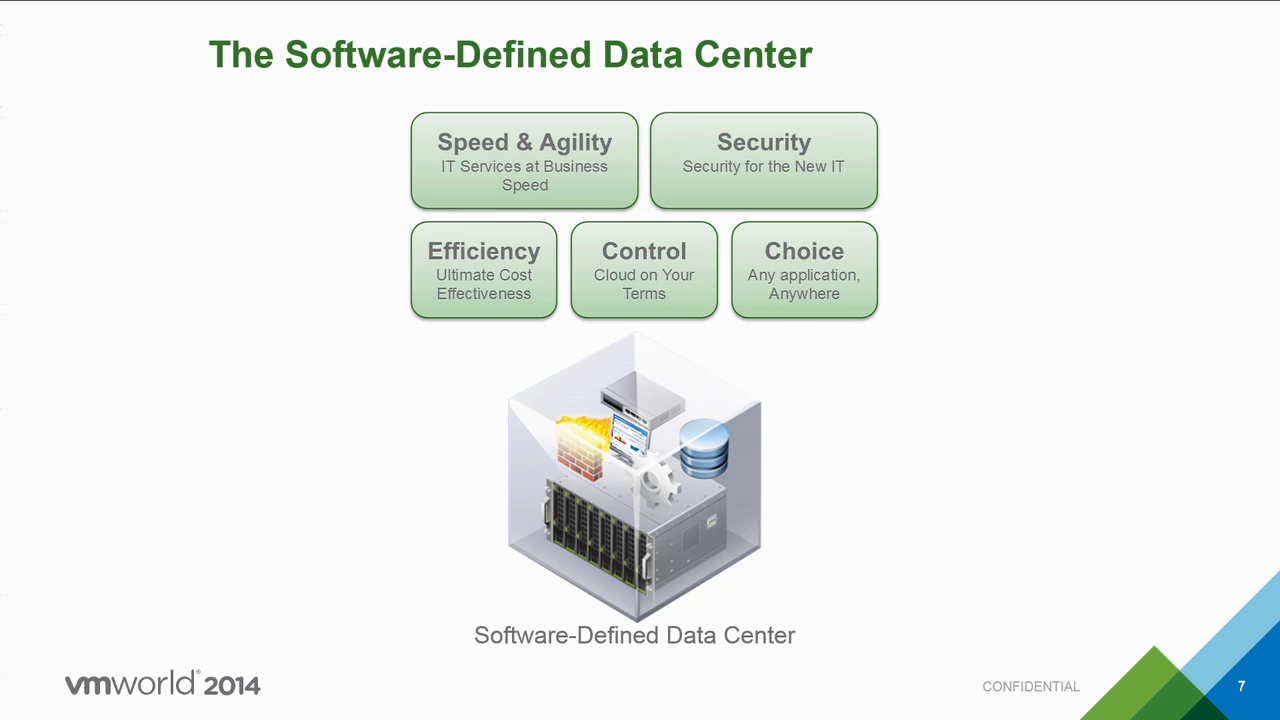 The Software-Defined Data Center
Speed & Agility
IT Services at Business
Speed
Security
Security for the New IT
Efficiency
Ultimate Cost
Effectiveness
Control
Cloud on Your
Terms
Choice
Any application,
Anywhere
Software-Defined Data Center
vmworld® 2014
CONFIDENTIAL
7